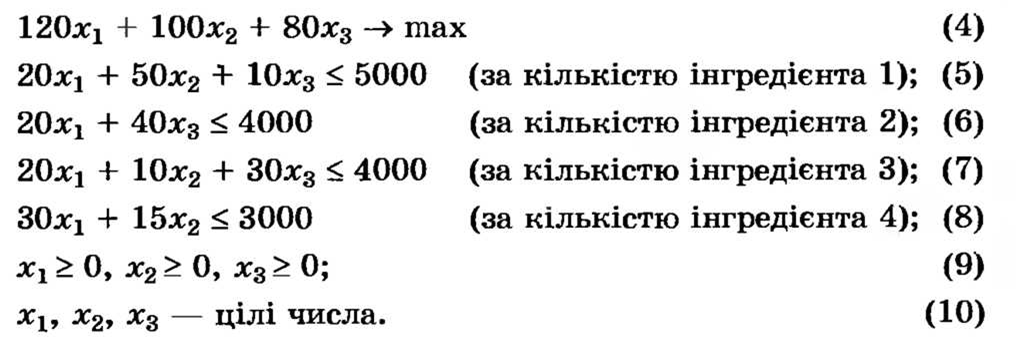 120x₁ + 100x₂ + 80x₃ → max (4)
20x₁ + 50x₂ + 10x₃ ≤ 5000 (за кількістю інгредієнта 1); (5)
20x₁ + 40x₃ ≤ 4000 (за кількістю інгредієнта 2); (6)
20x₁ + 10x₂ + 30x₃ ≤ 4000 (за кількістю інгредієнта 3); (7)
30x₁ + 15x₂ ≤ 3000 (за кількістю інгредієнта 4); (8)
x₁ ≥ 0, x₂ ≥ 0, x₃ ≥ 0; (9)
x₁, x₂, x₃ — цілі числа. (10)